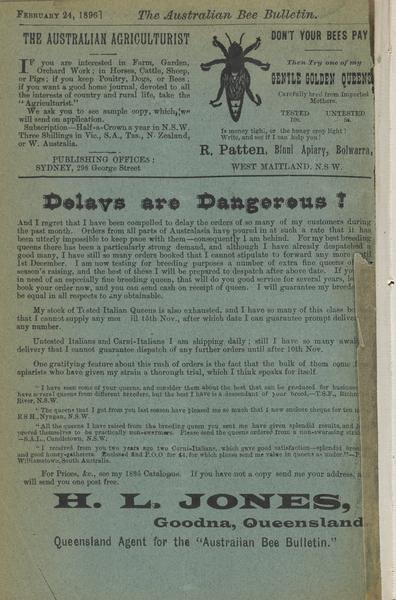 FEBRUARY 24, 1896] The Australian Bee Bulletin.
THE AUSTRALIAN AGRICULTURIST
IF you are interested in Farm, Garden,
Orchard Work; in Horses, Cattle, Sheep,
or Pigs; if you keep Poultry, Dogs, or Bees;
if you want a good home journal, devoted to all
the interests of country and rural life, take the
"Agriculturist."
We ask you to see sample copy, which we
will send on application.
Subscription—Half-a-Crown a year in N.S.W.
Three Shillings in Vic., S.A., Tas., N. Zealand,
or W. Australia.
PUBLISHING OFFICES:
SYDNEY, 296 George Street
DON'T YOUR BEES PAY
Then Try one of my
GENTLE GOLDEN QUEENS
Carefully bred from Imported
Mothers.
TESTED UNTESTED
10s. 5s.
Is money tight, or the honey crop light?
Write, and see if I can help you!
R. Patten, Apiary, Bolwarra,
WEST MAITLAND, N.S.W.
Delays are Dangerous!
And I regret that I have been compelled to delay the orders of so many of my customers during
the past month. Orders from all parts of Australasia have poured in at such a rate that it has
been utterly impossible to keep pace with them—consequently I am behind. For my best breeding
queens there has been a particularly strong demand, and although I have already despatched a
good many, I have still so many orders booked that I cannot stipulate to forward any more
1st December. I am now testing for breeding purposes a number of extra fine queens of
season's raising, and the best of these I will be prepared to despatch after above date. If you
in need of an especially fine breeding queen, that will do you good service for several years,
book your order now, and you can send cash on receipt of queen. I will guarantee my
be equal in all respects to any obtainable.
My stock of Tested Italian Queens is also exhausted, and I have so many of this class
that I cannot supply any 15th Nov., after which date I can guarantee prompt
any number.
Untested Italians and Carni-Italians I am shipping daily; still I have so many
delivery that I cannot guarantee dispatch of any further orders until after 10th Nov.
One gratifying feature about this rush of orders is the fact that the bulk of them come
apiarists who have given my strain a thorough trial, which I think speaks for itself.
"I have seen some of your queens, and consider them about the best that can be produced for business
have several queens from different breeders, but the best I have is a descendant of your breed.—T.S.F., Richmond
River, N.S.W.
"The queens that I got from you last season have pleased me so much that I now enclose cheque for ten
Nyngan, N.S.W.
"All the queens I have raised from the breeding queen you sent me have given splendid results, and
to be practically non-swarmers. Please send the queens ordered from a non-swarming
—S.A.L., N.S.W.
"I received from you two years ago two Carni-Italians, which gave good satisfaction—splendid
and good honey-gatherers. Enclosed find P.O.O for for which please send me value in queens as under."
Williamstown, South Australia.
For Prices, &c., see my 1895 Catalogue. If you have not a copy send me your address,
will send you one post free.
H. L. JONES,
Goodna, Queensland
Queensland Agent for the "Australian Bee Bulletin."